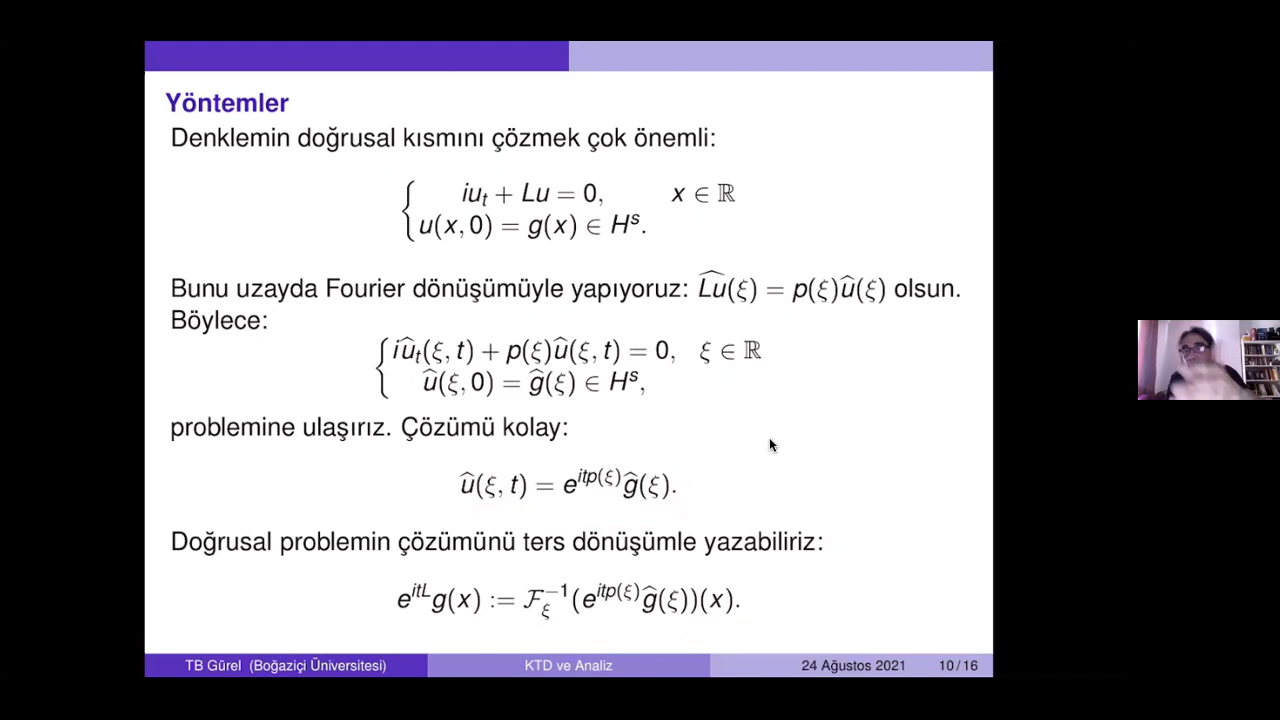 Yöntemler
Denklemin doğrusal kısmını çözmek çok önemli:
iu_t + Lu = 0, x ∈ ℝ
u(x, 0) = g(x) ∈ H^s.
Bunu uzayda Fourier dönüşümüyle yapıyoruz: \widehat{Lu}(ξ) = p(ξ)û(ξ) olsun.
Böylece:
iû_t(ξ, t) + p(ξ)û(ξ, t) = 0, ξ ∈ ℝ
û(ξ, 0) = ĝ(ξ) ∈ H^s,
problemine ulaşırız. Çözümü kolay:
û(ξ, t) = e^{itp(ξ)}ĝ(ξ).
Doğrusal problemin çözümünü ters dönüşümle yazabiliriz:
e^{itL}g(x) := ℱ_ξ^{−1}(e^{itp(ξ)}ĝ(ξ))(x).
TB Gürel (Boğaziçi Üniversitesi) KTD ve Analiz 24 Ağustos 2021 10 / 16